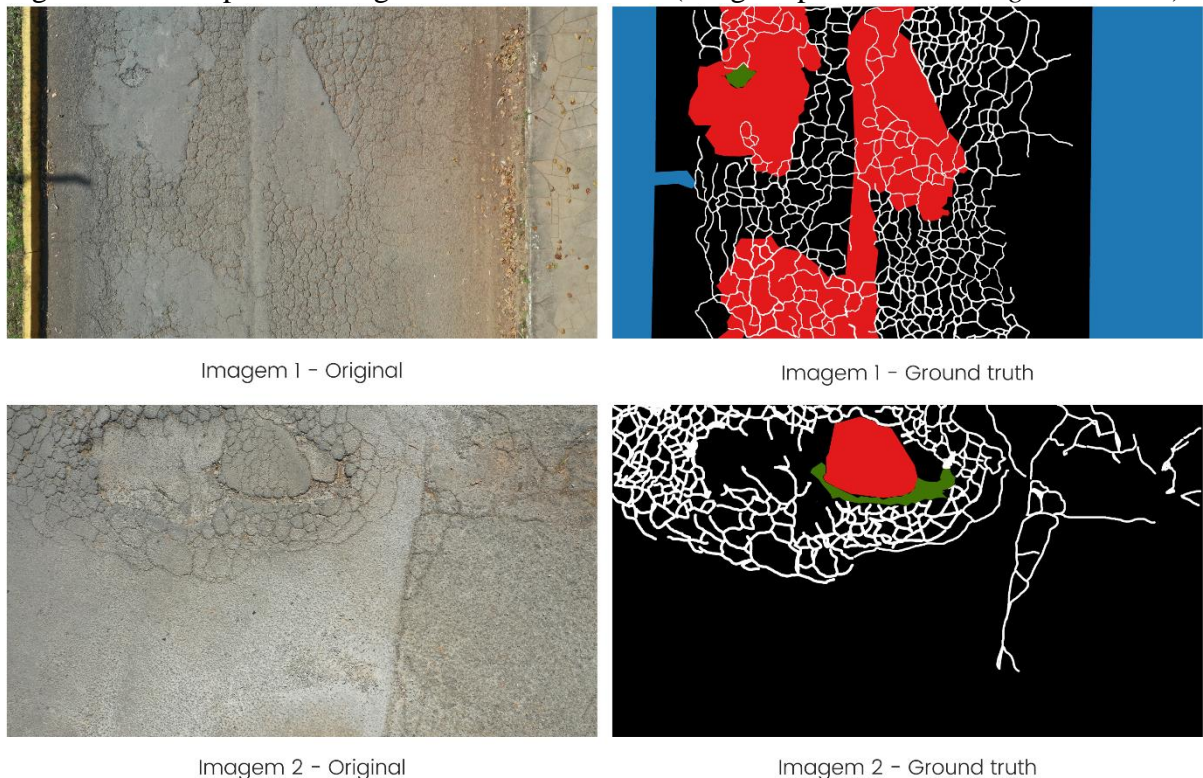 Imagem 1 - Original
Imagem 1 - Ground truth
Imagem 2 - Original
Imagem 2 - Ground truth